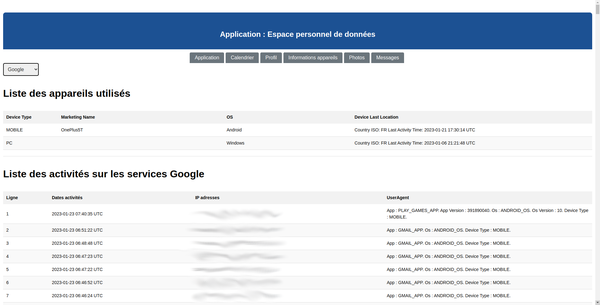 Application : Espace personnel de données
Application Calendrier Profil Informations appareils Photos Messages
Google
Liste des appareils utilisés
Device Type Marketing Name OS Device Last Location
MOBILE OnePlus5T Android Country ISO: FR Last Activity Time: 2023-01-21 17:30:14 UTC
PC Windows Country ISO: FR Last Activity Time: 2023-01-06 21:21:48 UTC
Liste des activités sur les services Google
Ligne Dates activités IP adresses UserAgent
1 2023-01-23 07:40:35 UTC App : PLAY_GAMES_APP. App Version : 391890040. Os : ANDROID_OS. Os Version : 10. Device Type
: MOBILE.
2 2023-01-23 06:51:22 UTC App : GMAIL_APP. Os : ANDROID_OS. Device Type : MOBILE.
3 2023-01-23 06:48:48 UTC App : GMAIL_APP. Os : ANDROID_OS. Device Type : MOBILE.
4 2023-01-23 06:47:23 UTC App : GMAIL_APP. Os : ANDROID_OS. Device Type : MOBILE.
5 2023-01-23 06:47:22 UTC App : GMAIL_APP. Os : ANDROID_OS. Device Type : MOBILE.
6 2023-01-23 06:46:52 UTC App : GMAIL_APP. Os : ANDROID_OS. Device Type : MOBILE.
7 2023-01-23 06:46:24 UTC App : GMAIL_APP. Os : ANDROID_OS. Device Type : MOBILE.